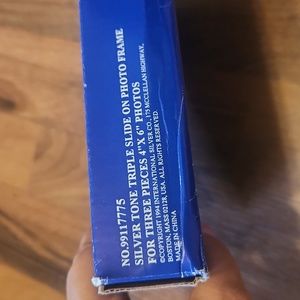 NO.99117775
SILVER TONE TRIPLE SLIDE ON PHOTO FRAME
FOR THREE PIECES 4"X 6" PHOTOS
©COPYRIGHT 1994 INTERNATIONAL SILVER CO., 175 MCCLELLAN HIGHWAY,
BOSTON, MASS 02128, USA. ALL RIGHTS RESERVED.
MADE IN CHINA